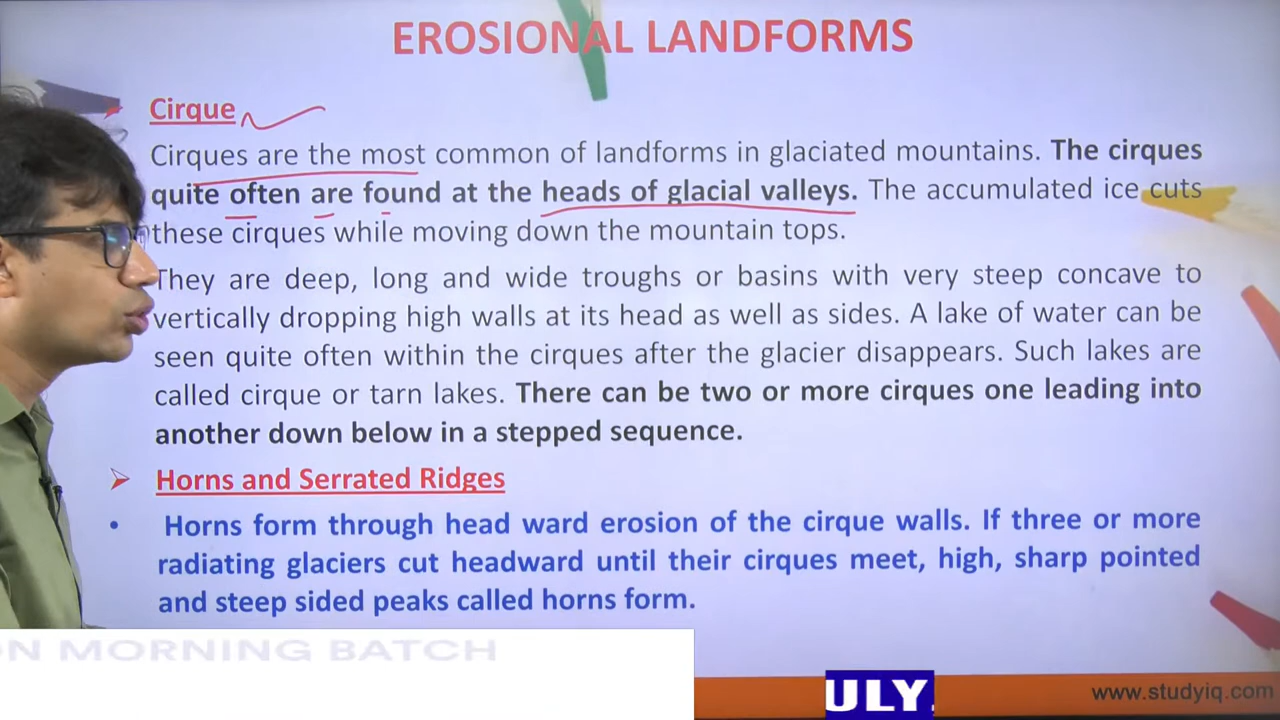 EROSIONAL LANDFORMS
Cirque
Cirques are the most common of landforms in glaciated mountains. The cirques
quite often are found at the heads of glacial valleys. The accumulated ice cuts
these cirques while moving down the mountain tops.
They are deep, long and wide troughs or basins with very steep concave to
vertically dropping high walls at its head as well as sides. A lake of water can be
seen quite often within the cirques after the glacier disappears. Such lakes are
called cirque or tarn lakes. There can be two or more cirques one leading into
another down below in a stepped sequence.
Horns and Serrated Ridges
• Horns form through head ward erosion of the cirque walls. If three or more
radiating glaciers cut headward until their cirques meet, high, sharp pointed
and steep sided peaks called horns form.
N MORNING BATCH
ULY
www.studyiq.com